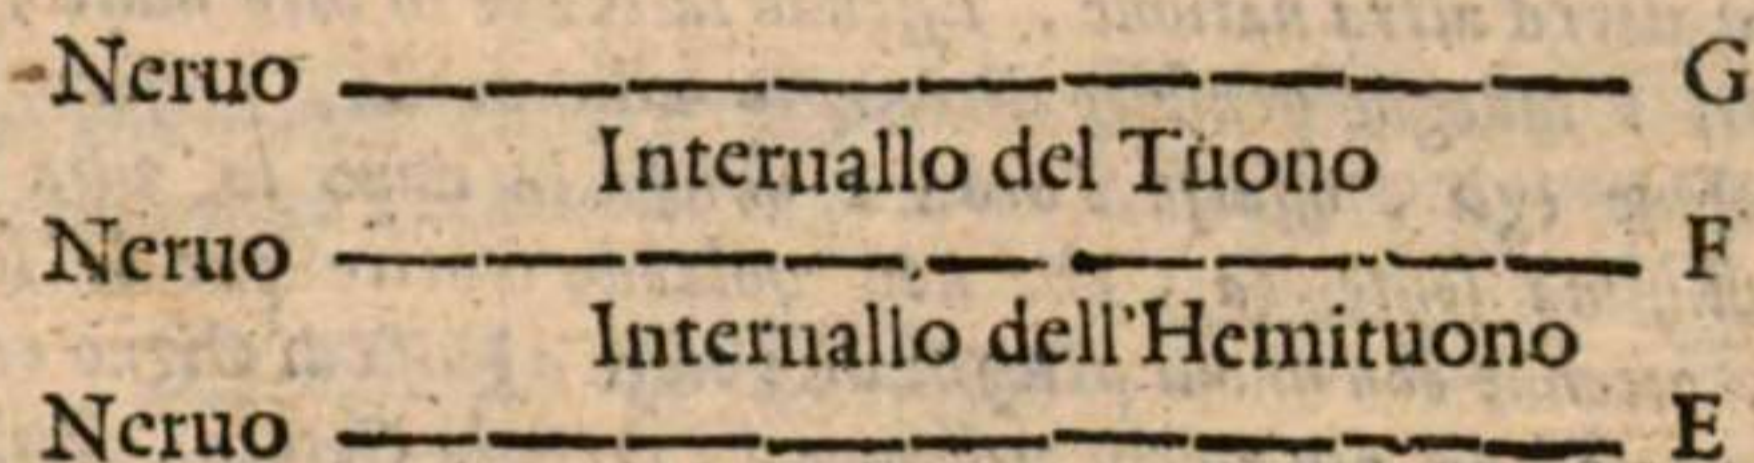 Neruo G
Interuallo del Tuono
Neruo F
Interuallo dell'Hemituono
Neruo E